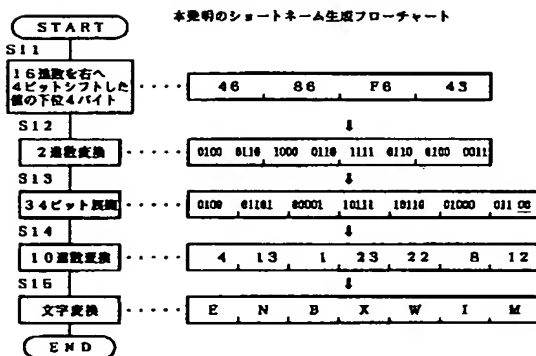 本発明のショートネーム生成フローチャート
START
S11
16進数を右へ
4ビットシフトした
値の下位4バイト
46 86 F6 43
S12
2進数変換
0100 0110 1000 0110 1111 0110 0100 0011
S13
34ビット展開
0100 01101 00001 10111 10110 01000 011 00
S14
10進数変換
4 13 1 23 22 8 12
S15
文字変換
E N B X W I M
END